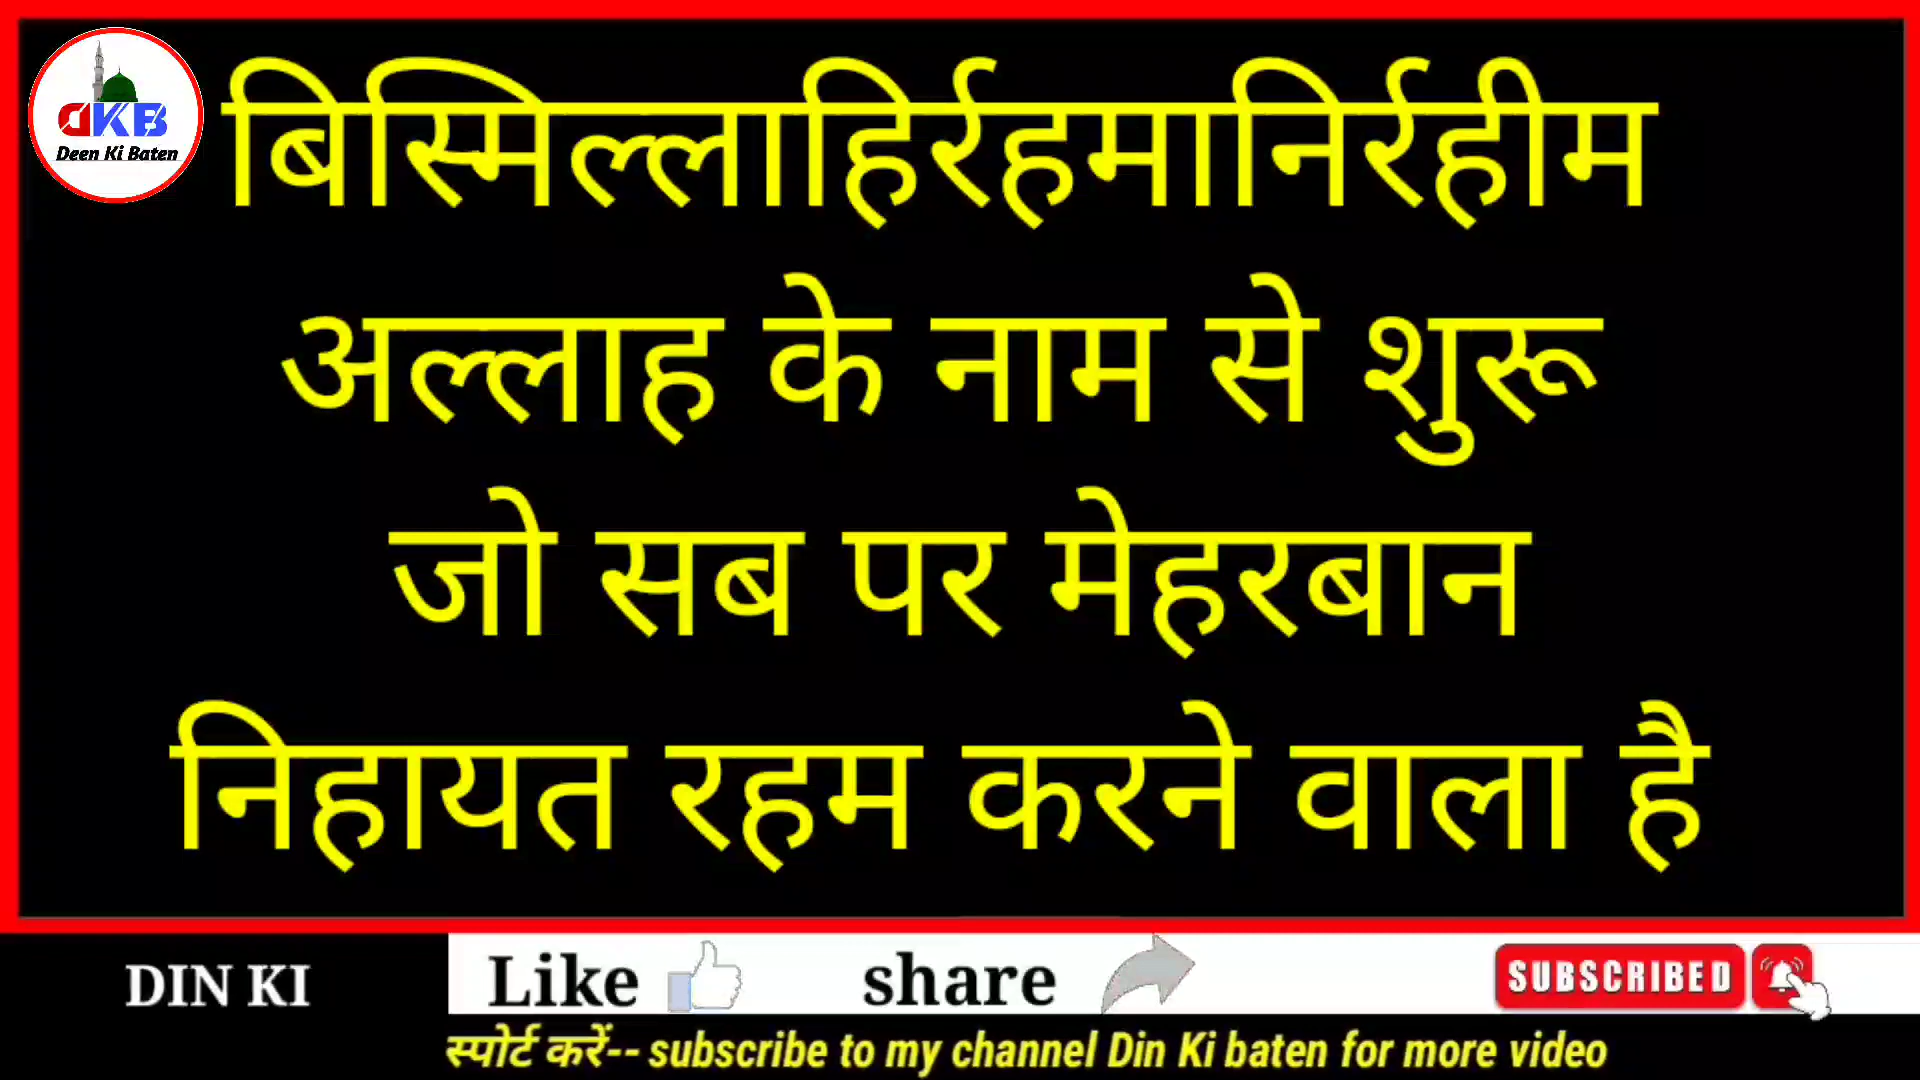 DKB
Deen Ki Baten
बिस्मिल्लाहिर्रहमानिर्रहीम
अल्लाह के नाम से शुरू
जो सब पर मेहरबान
निहायत रहम करने वाला है
DIN KI
Like share SUBSCRIBED
स्पोर्ट करें-- subscribe to my channel Din Ki baten for more video